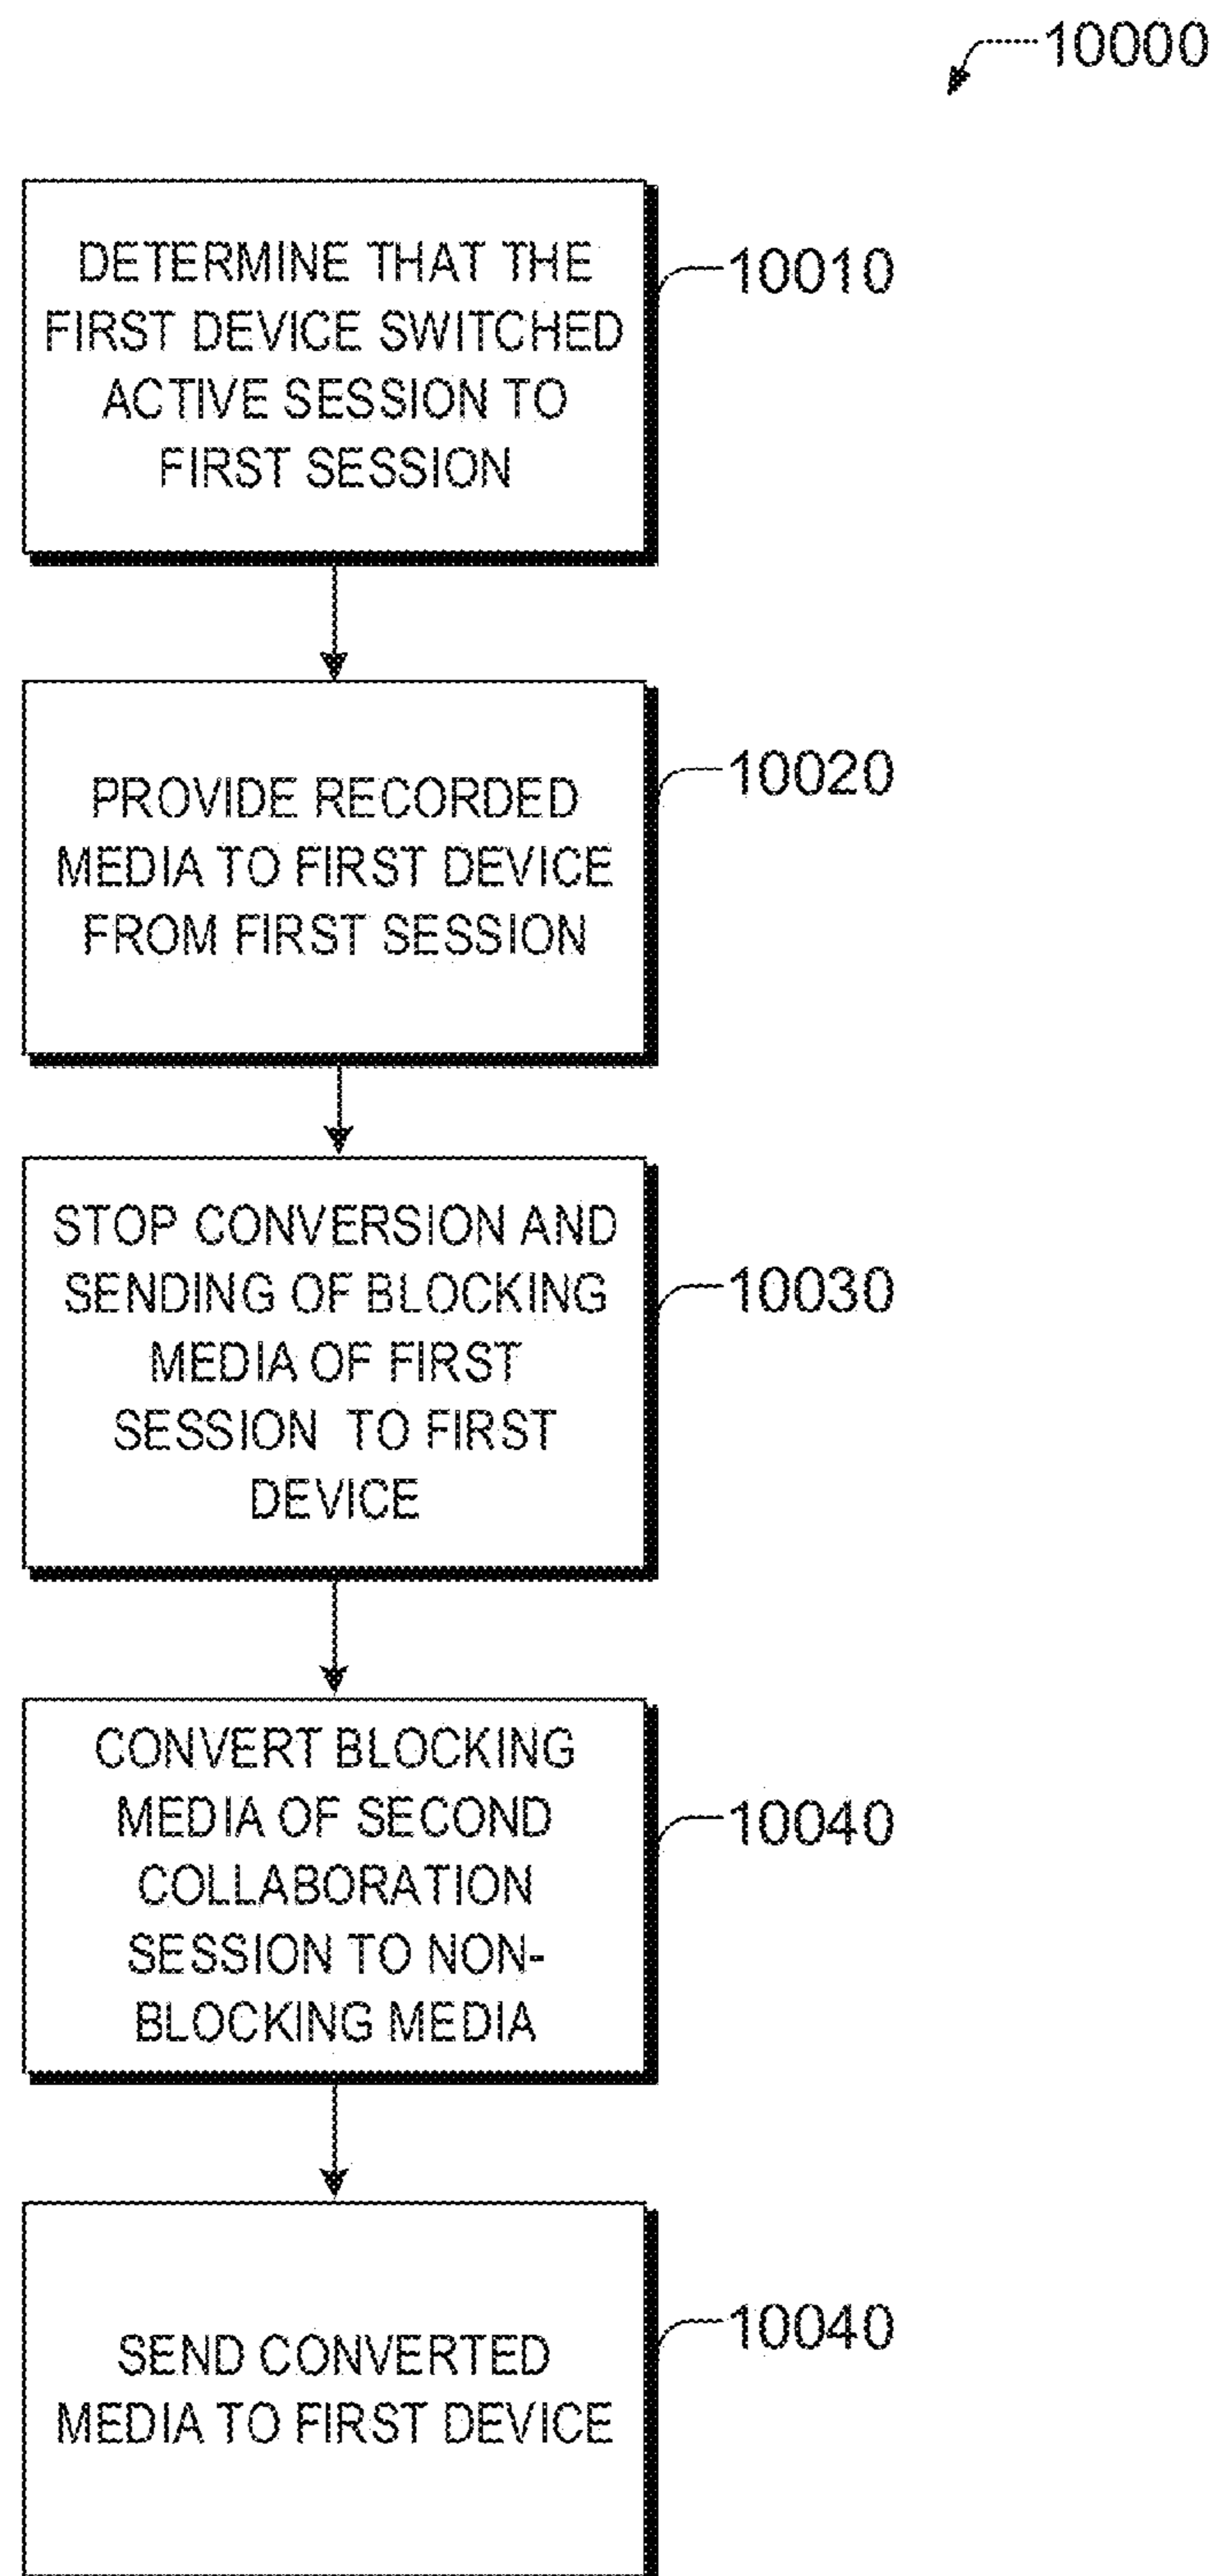 10000
DETERMINE THAT THE
FIRST DEVICE SWITCHED
ACTIVE SESSION TO
FIRST SESSION
10010
PROVIDE RECORDED
MEDIA TO FIRST DEVICE
FROM FIRST SESSION
10020
STOP CONVERSION AND
SENDING OF BLOCKING
MEDIA OF FIRST
SESSION TO FIRST
DEVICE
10030
CONVERT BLOCKING
MEDIA OF SECOND
COLLABORATION
SESSION TO NON-
BLOCKING MEDIA
10040
SEND CONVERTED
MEDIA TO FIRST DEVICE
10040